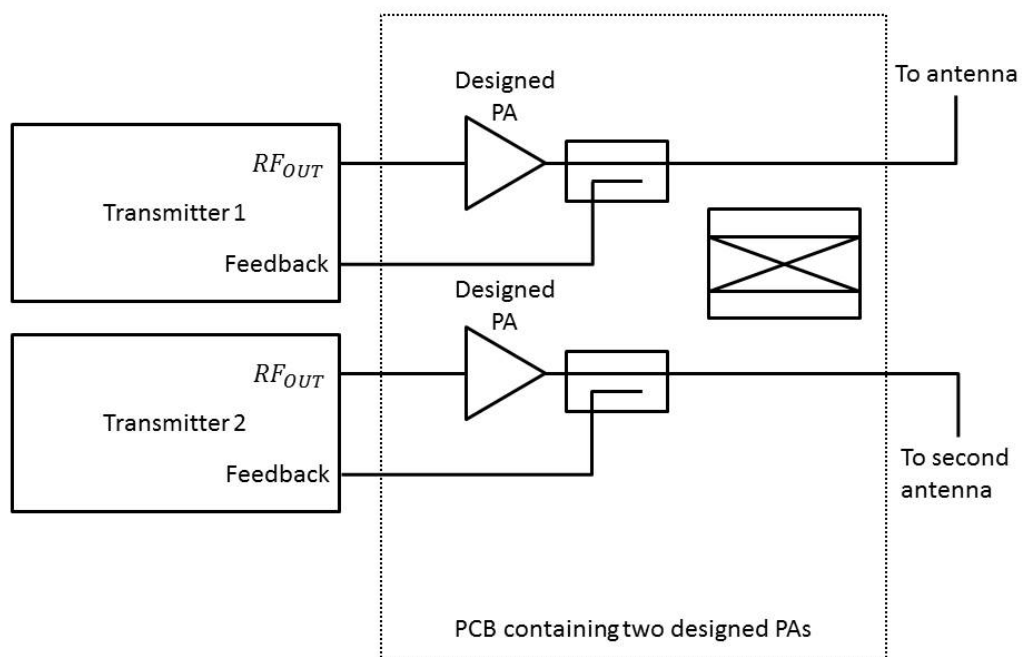 To antenna
Designed
PA
RF_OUT
Transmitter 1
Feedback
Designed
PA
RF_OUT
Transmitter 2
Feedback
To second
antenna
PCB containing two designed PAs